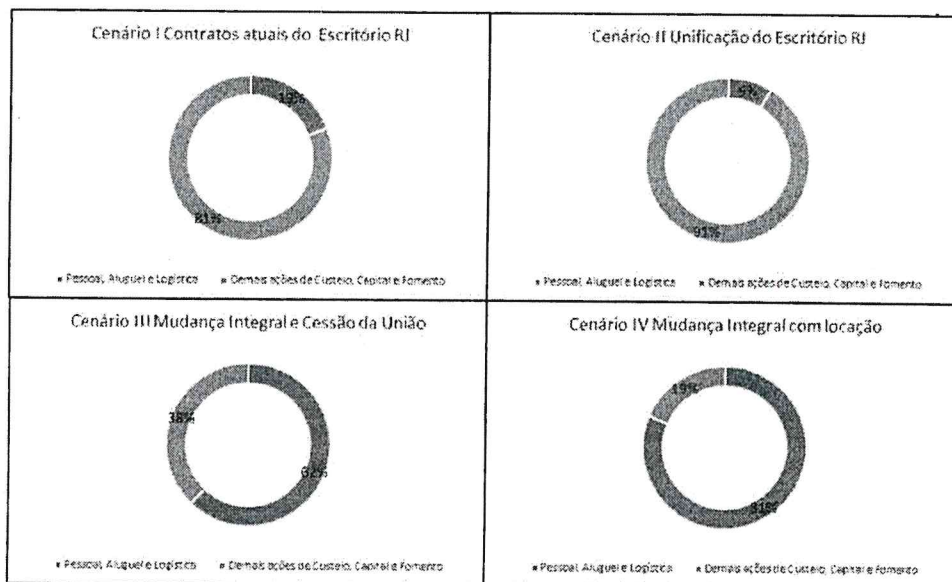 Cenário I Contratos atuais do Escritório RJ
19%
81%
Pessoal, Aluguel e Logística Demais ações de Custeio, Capital e Fomento
Cenário II Unificação do Escritório RJ
9%
91%
Pessoal, Aluguel e Logística Demais ações de Custeio, Capital e Fomento
Cenário III Mudança Integral e Cessão da União
38%
62%
Pessoal, Aluguel e Logística Demais ações de Custeio, Capital e Fomento
Cenário IV Mudança Integral com locação
19%
81%
Pessoal, Aluguel e Logística Demais ações de Custeio, Capital e Fomento